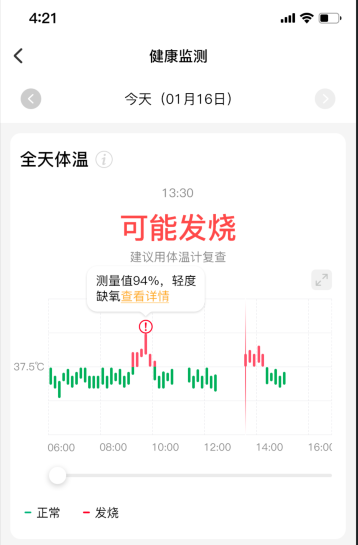 4:21
健康监测
今天（01月16日）
全天体温
13:30
可能发烧
建议用体温计复查
测量值94%，轻度
缺氧查看详情
37.5℃
06:00 08:00 10:00 12:00 14:00 16:00
正常 发烧